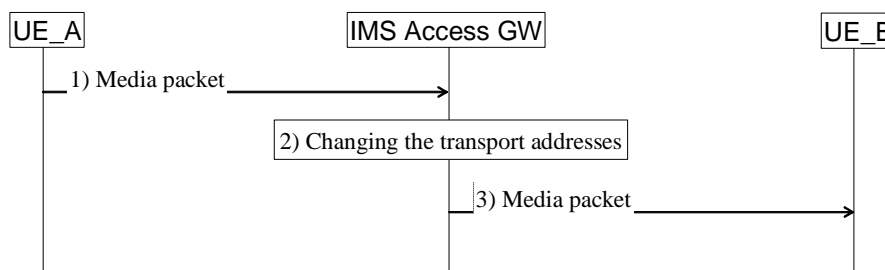 UE_A
IMS Access GW
UE_B
1) Media packet
2) Changing the transport addresses
3) Media packet